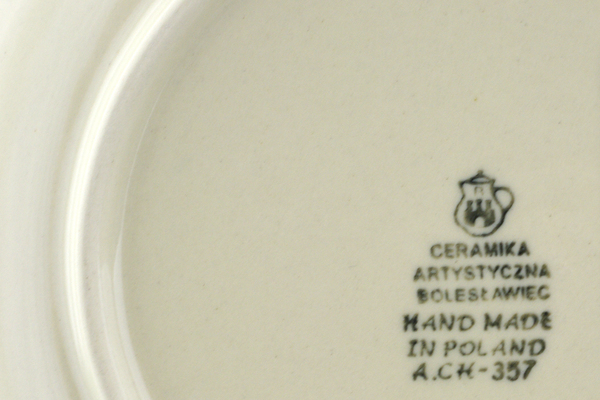 CERAMIKA
ARTYSTYCZNA
BOLESŁAWIEC
HAND MADE
IN POLAND
A.CH-357